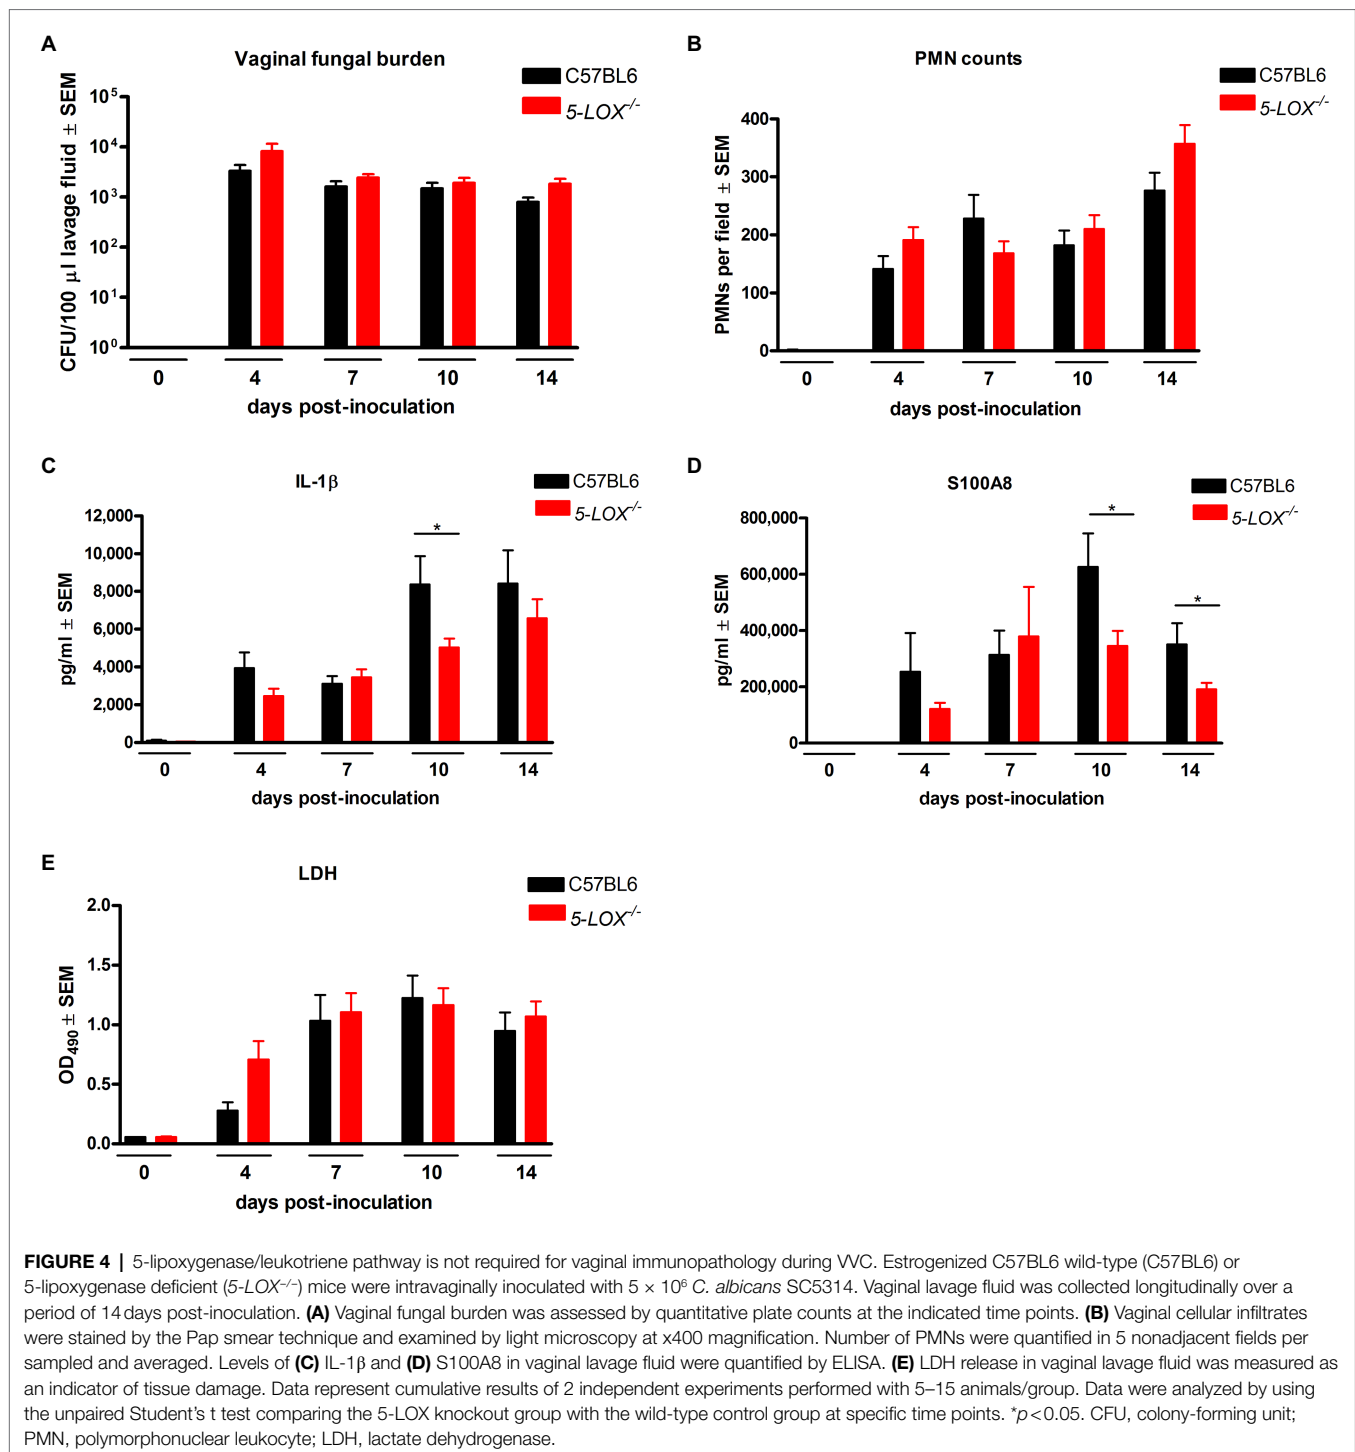 A
Vaginal fungal burden
C57BL6
5-LOX-/-
CFU/100 µl lavage fluid ± SEM
10^5
10^4
10^3
10^2
10^1
10^0
0 4 7 10 14
days post-inoculation
B
PMN counts
C57BL6
5-LOX-/-
PMNs per field ± SEM
400
300
200
100
0
0 4 7 10 14
days post-inoculation
C
IL-1β
C57BL6
5-LOX-/-
pg/ml ± SEM
12,000
10,000
8,000
6,000
4,000
2,000
0
*
0 4 7 10 14
days post-inoculation
D
S100A8
C57BL6
5-LOX-/-
pg/ml ± SEM
800,000
600,000
400,000
200,000
0
*
*
0 4 7 10 14
days post-inoculation
E
LDH
C57BL6
5-LOX-/-
OD490 ± SEM
2.0
1.5
1.0
0.5
0.0
0 4 7 10 14
days post-inoculation
FIGURE 4 | 5-lipoxygenase/leukotriene pathway is not required for vaginal immunopathology during VVC. Estrogenized C57BL6 wild-type (C57BL6) or
5-lipoxygenase deficient (5-LOX−/−) mice were intravaginally inoculated with 5 × 10^6 C. albicans SC5314. Vaginal lavage fluid was collected longitudinally over a
period of 14 days post-inoculation. (A) Vaginal fungal burden was assessed by quantitative plate counts at the indicated time points. (B) Vaginal cellular infiltrates
were stained by the Pap smear technique and examined by light microscopy at x400 magnification. Number of PMNs were quantified in 5 nonadjacent fields per
sampled and averaged. Levels of (C) IL-1β and (D) S100A8 in vaginal lavage fluid were quantified by ELISA. (E) LDH release in vaginal lavage fluid was measured as
an indicator of tissue damage. Data represent cumulative results of 2 independent experiments performed with 5–15 animals/group. Data were analyzed by using
the unpaired Student's t test comparing the 5-LOX knockout group with the wild-type control group at specific time points. *p < 0.05. CFU, colony-forming unit;
PMN, polymorphonuclear leukocyte; LDH, lactate dehydrogenase.